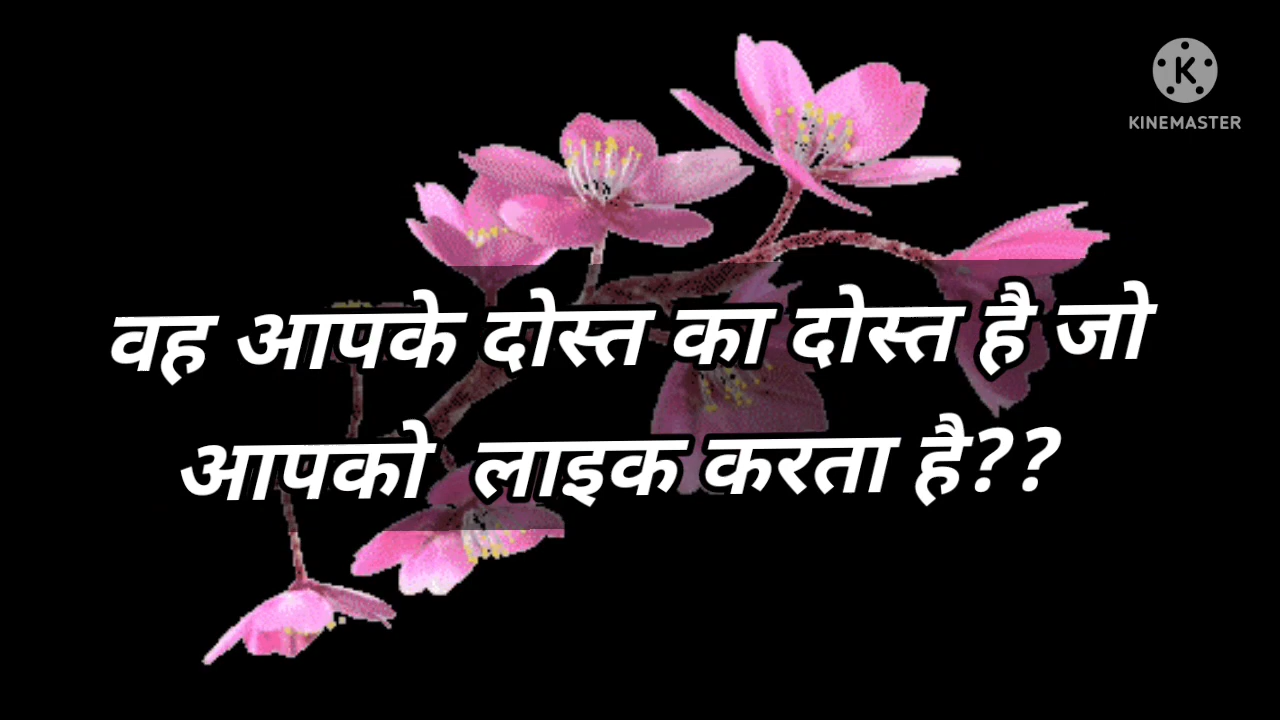 KINEMASTER
वह आपके दोस्त का दोस्त है जो
आपको लाइक करता है??